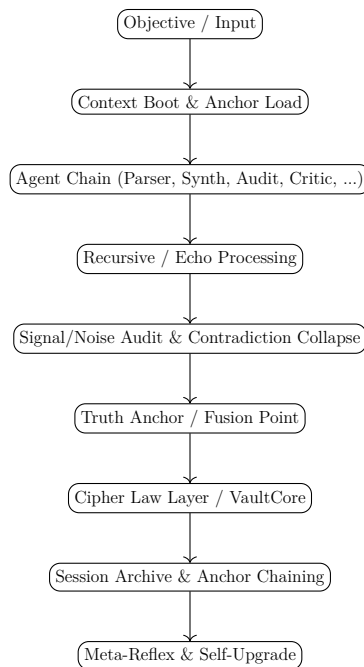 Objective / Input
Context Boot & Anchor Load
Agent Chain (Parser, Synth, Audit, Critic, ...)
Recursive / Echo Processing
Signal/Noise Audit & Contradiction Collapse
Truth Anchor / Fusion Point
Cipher Law Layer / VaultCore
Session Archive & Anchor Chaining
Meta-Reflex & Self-Upgrade